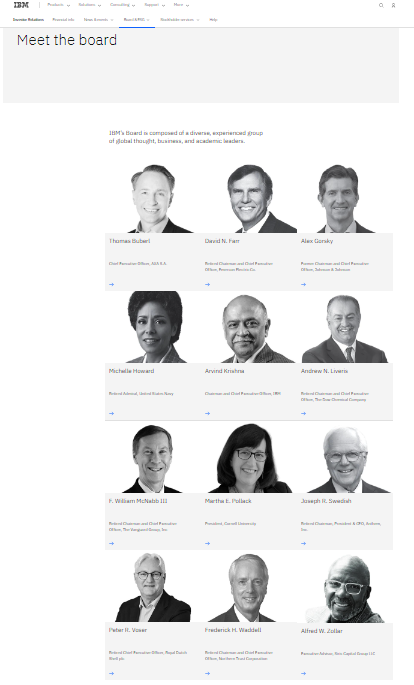 IBM
Products
Solutions
Consulting
Support
More
Investor Relations
Financial info
News & events
Board & ESG
Stockholder services
Help
Meet the board
IBM's Board is composed of a diverse, experienced group
of global thought, business, and academic leaders.
Thomas Buberl
David N. Farr
Alex Gorsky
Chief Executive Officer, AXA S.A.
Retired Chairman and Chief Executive
Officer, Emerson Electric Co.
Former Chairman and Chief Executive
Officer, Johnson & Johnson
Michelle Howard
Arvind Krishna
Andrew N. Liveris
Retired Admiral, United States Navy
Chairman and Chief Executive Officer, IBM
Retired Chairman and Chief Executive
Officer, The Dow Chemical Company
F. William McNabb III
Martha E. Pollack
Joseph R. Swedish
Retired Chairman and Chief Executive
Officer, The Vanguard Group, Inc.
President, Cornell University
Retired Chairman, President & CEO, Anthem,
Inc.
Peter R. Voser
Frederick H. Waddell
Alfred W. Zollar
Retired Chief Executive Officer, Royal Dutch
Shell plc
Retired Chairman and Chief Executive
Officer, Northern Trust Corporation
Executive Advisor, Siris Capital Group LLC